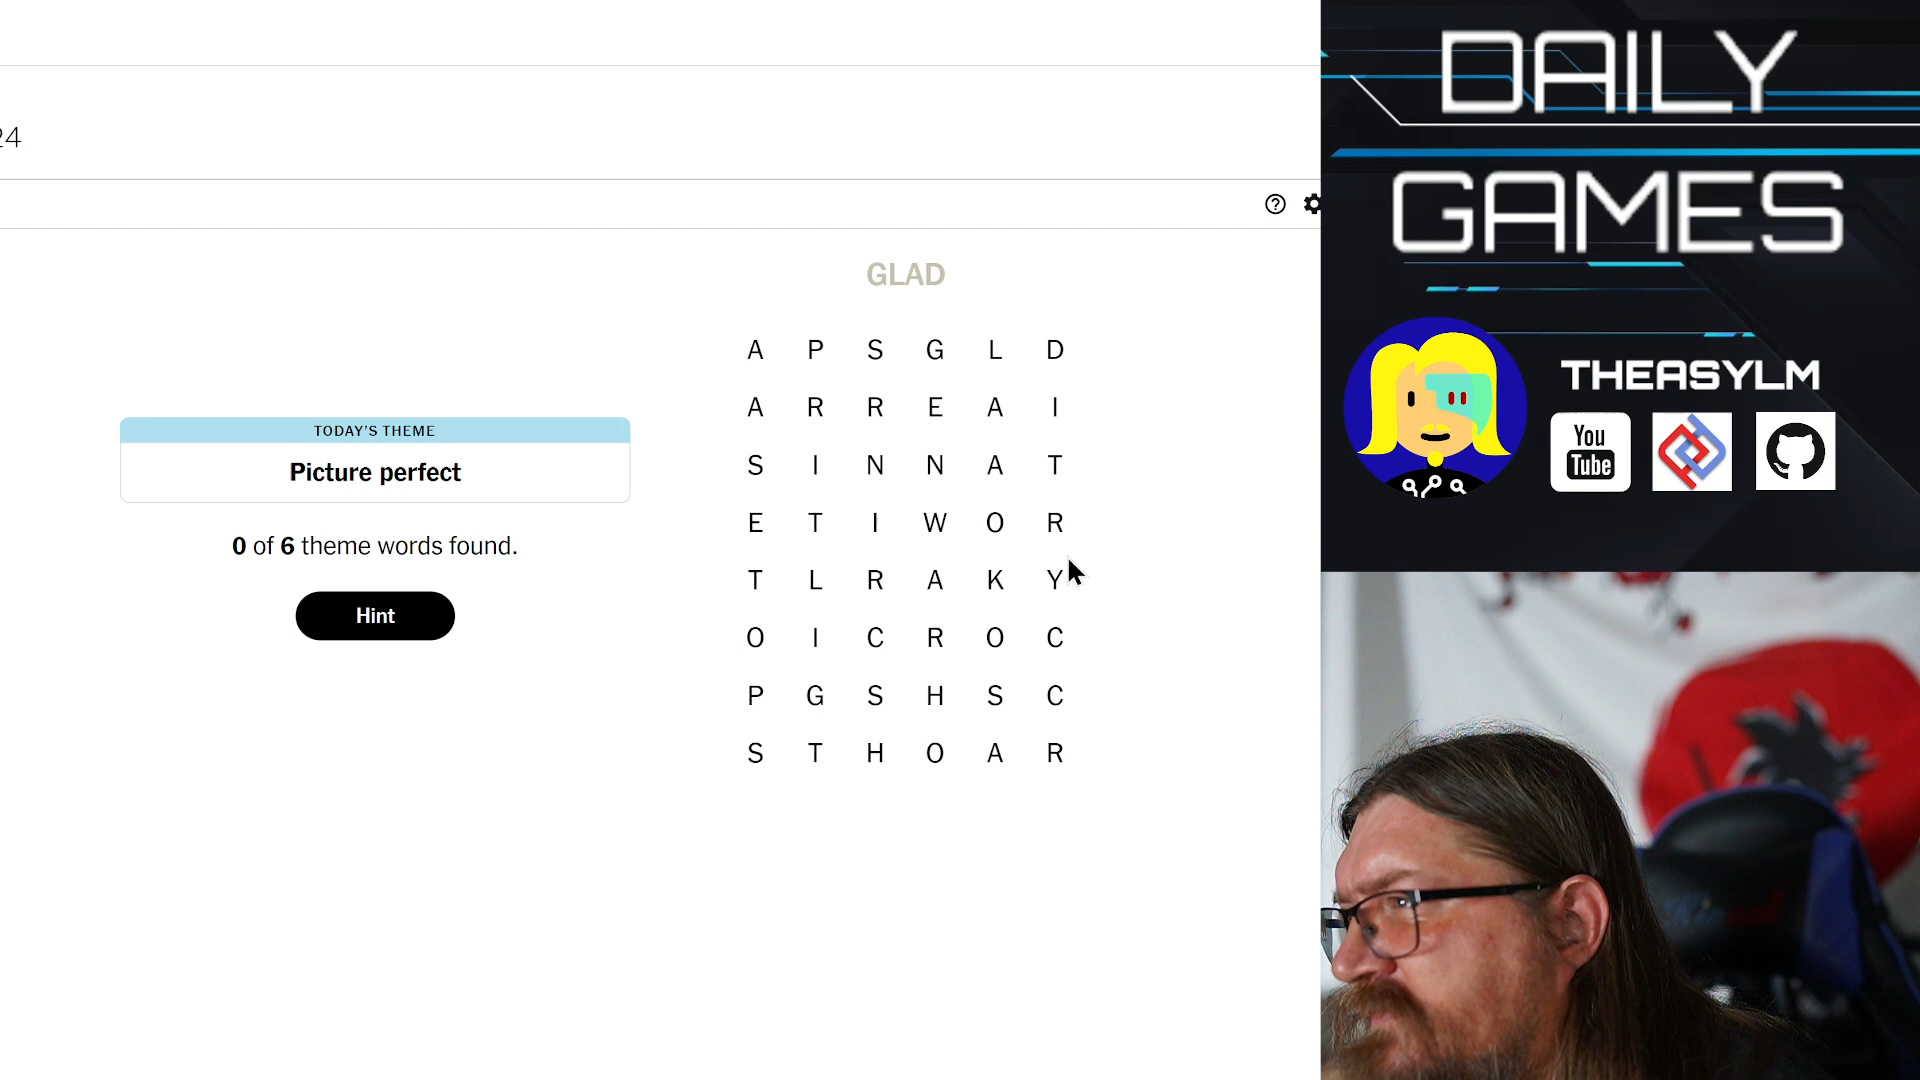 24
GLAD
A P S G L D
A R R E A I
S I N N A T
E T I W O R
T L R A K Y
O I C R O C
P G S H S C
S T H O A R
TODAY'S THEME
Picture perfect
0 of 6 theme words found.
Hint
DAILY
GAMES
THEASYLM
You
Tube